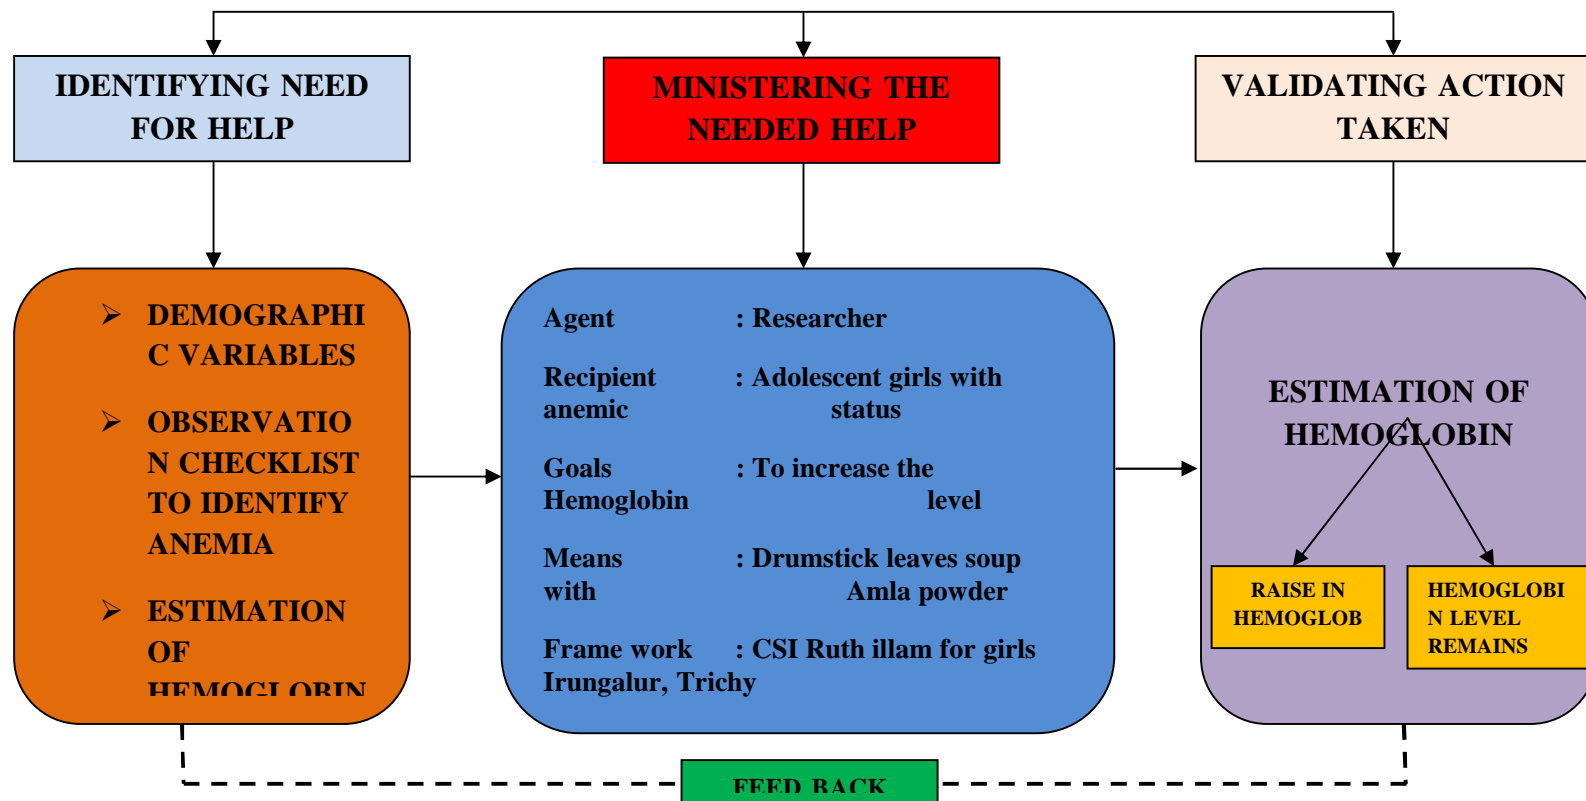 IDENTIFYING NEED
FOR HELP
MINISTERING THE
NEEDED HELP
VALIDATING ACTION
TAKEN
➢ DEMOGRAPHI
C VARIABLES
➢ OBSERVATIO
N CHECKLIST
TO IDENTIFY
ANEMIA
➢ ESTIMATION
OF
HEMOGLOBIN
Agent : Researcher
Recipient : Adolescent girls with
anemic status
Goals : To increase the
Hemoglobin level
Means : Drumstick leaves soup
with Amla powder
Frame work : CSI Ruth illam for girls
Irungalur, Trichy
ESTIMATION OF
HEMOGLOBIN
RAISE IN
HEMOGLOB
HEMOGLOBI
N LEVEL
REMAINS
FEED BACK